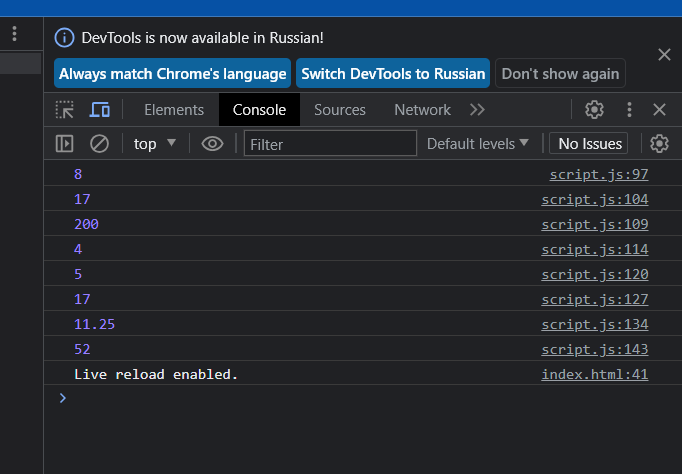 DevTools is now available in Russian!
Always match Chrome's language Switch DevTools to Russian Don't show again
Elements Console Sources Network
top Filter Default levels No Issues
8 script.js:97
17 script.js:104
200 script.js:109
4 script.js:114
5 script.js:120
17 script.js:127
11.25 script.js:134
52 script.js:143
Live reload enabled. index.html:41